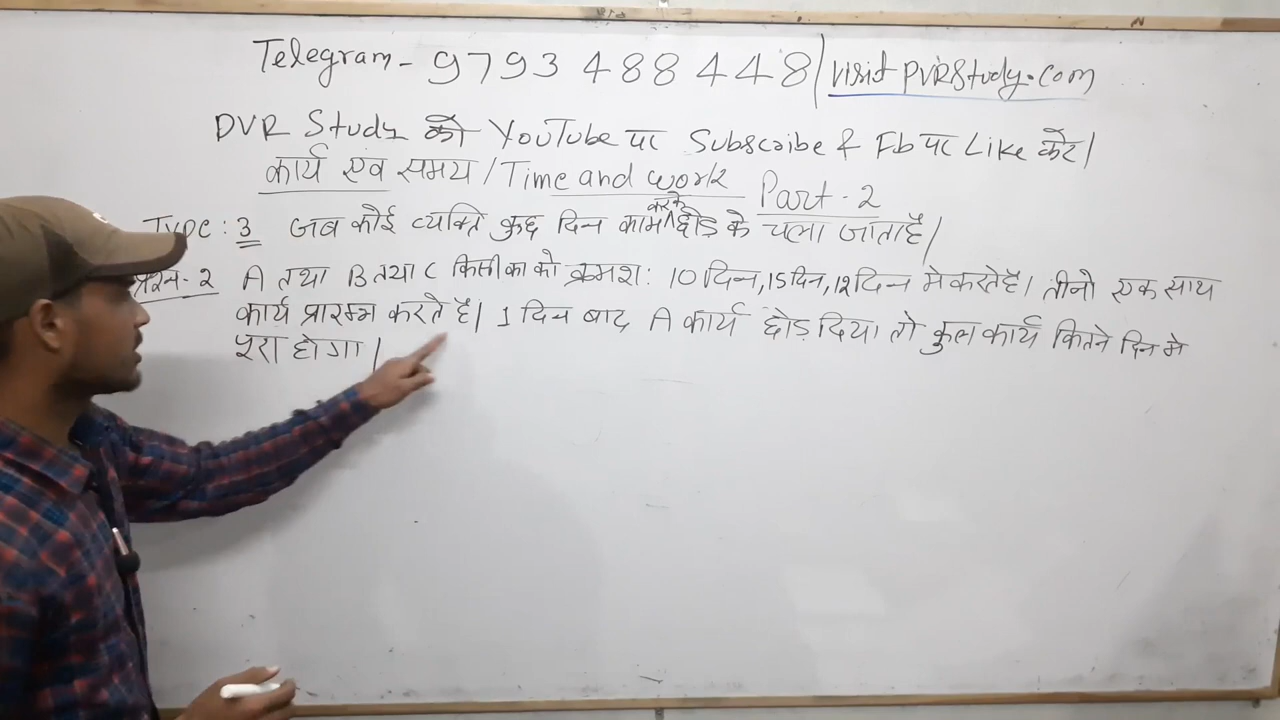 Telegram - 9793 488448 | visit PVRStudy.com
DVR Study को YouTube पर Subscribe & Fb पर Like करें।
कार्य एव समय / Time and work Part - 2
Type : 3 जब कोई व्यक्ति कुछ दिन काम करके छोड़ के चला जाता है।
प्रश्न - 2 A तथा B तथा C किसी का को क्रमश : 10 दिन, 15 दिन, 12 दिन मे करते है। तीनो एक साथ
कार्य प्रारम्भ करते है। 1 दिन बाद A कार्य छोड़ दिया तो कुल कार्य कितने दिन मे
पूरा होगा।